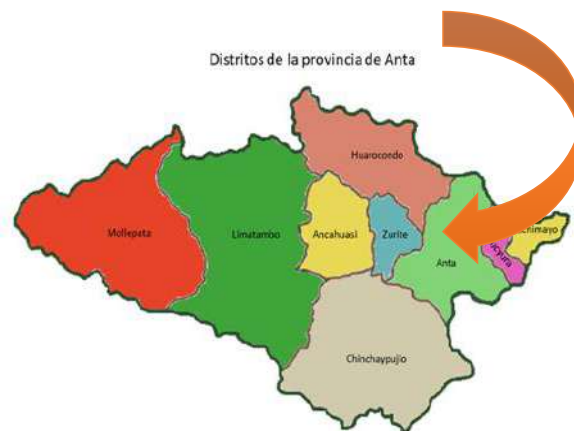 Distritos de la provincia de Anta
Huarocondo
Mollepata
Limatambo
Ancahuasi
Zurite
Anta
Chinchaypujio